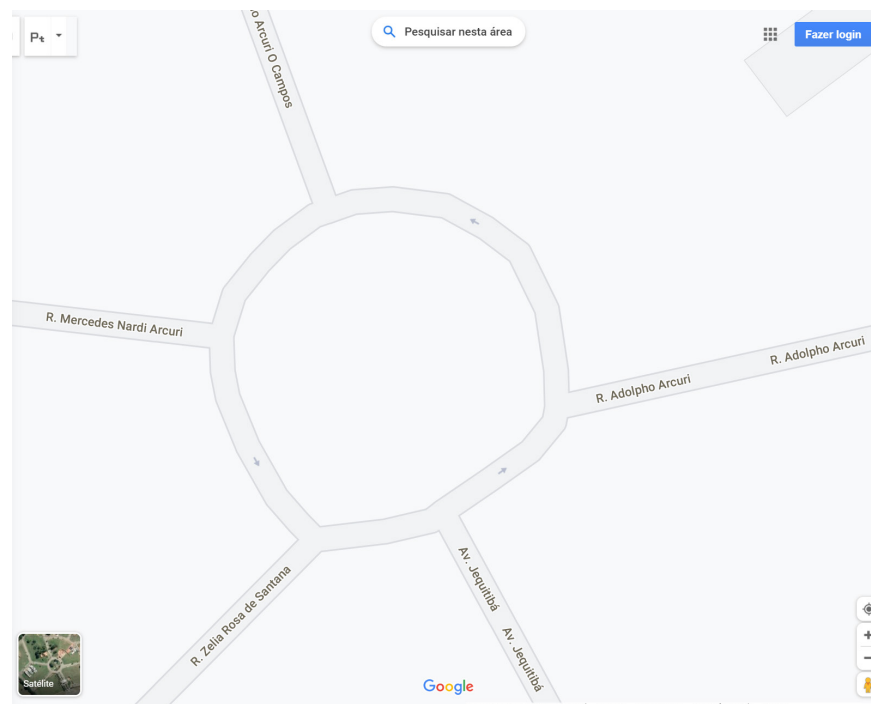 Pesquisar nesta área
Fazer login
o Arcuri O Campos
R. Mercedes Nardi Arcuri
R. Adolpho Arcuri
R. Adolpho Arcuri
Av. Jequitibá
Av. Jequitibá
R. Zelia Rosa de Santana
Satélite
Google